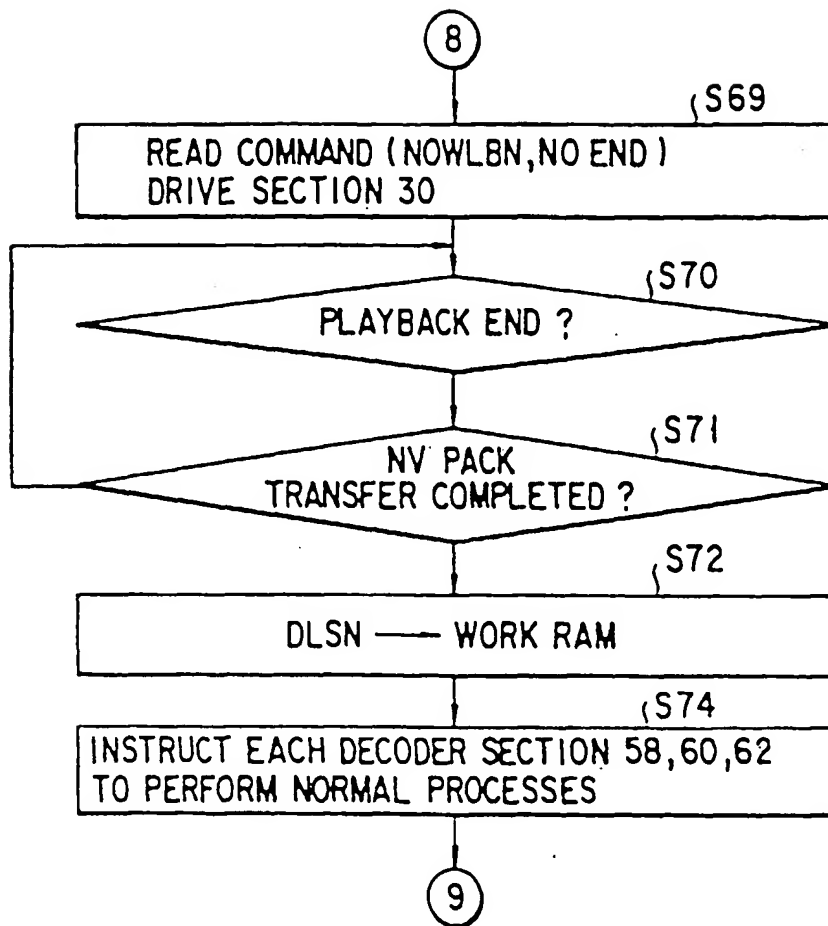 8
S69
READ COMMAND (NOWLBN, NO END)
DRIVE SECTION 30
S70
PLAYBACK END ?
S71
NV PACK
TRANSFER COMPLETED ?
S72
DLSN → WORK RAM
S74
INSTRUCT EACH DECODER SECTION 58,60,62
TO PERFORM NORMAL PROCESSES
9